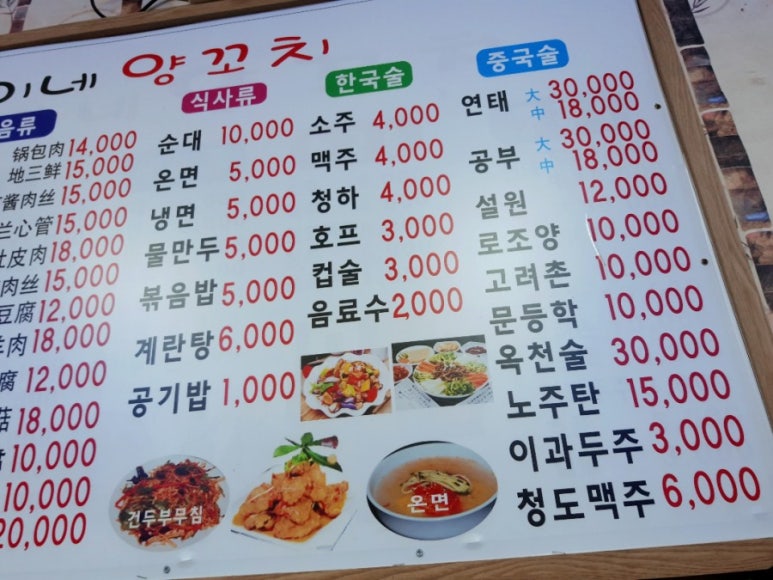 이네 양꼬치
음류
锅包肉 14,000
地三鲜 15,000
酱肉丝 15,000
兰心管 15,000
肚皮肉 18,000
肉丝 15,000
豆腐 12,000
羊肉 18,000
腐 12,000
菇 18,000
10,000
10,000
20,000
식사류
순대 10,000
온면 5,000
냉면 5,000
물만두 5,000
볶음밥 5,000
계란탕 6,000
공기밥 1,000
한국술
소주 4,000
맥주 4,000
청하 4,000
호프 3,000
컵술 3,000
음료수 2,000
중국술
연태 大 30,000
中 18,000
공부 大 30,000
中 18,000
설원 12,000
로조양 10,000
고려촌 10,000
문등학 10,000
옥천술 30,000
노주탄 15,000
이과두주 3,000
청도맥주 6,000
건두부무침
온면